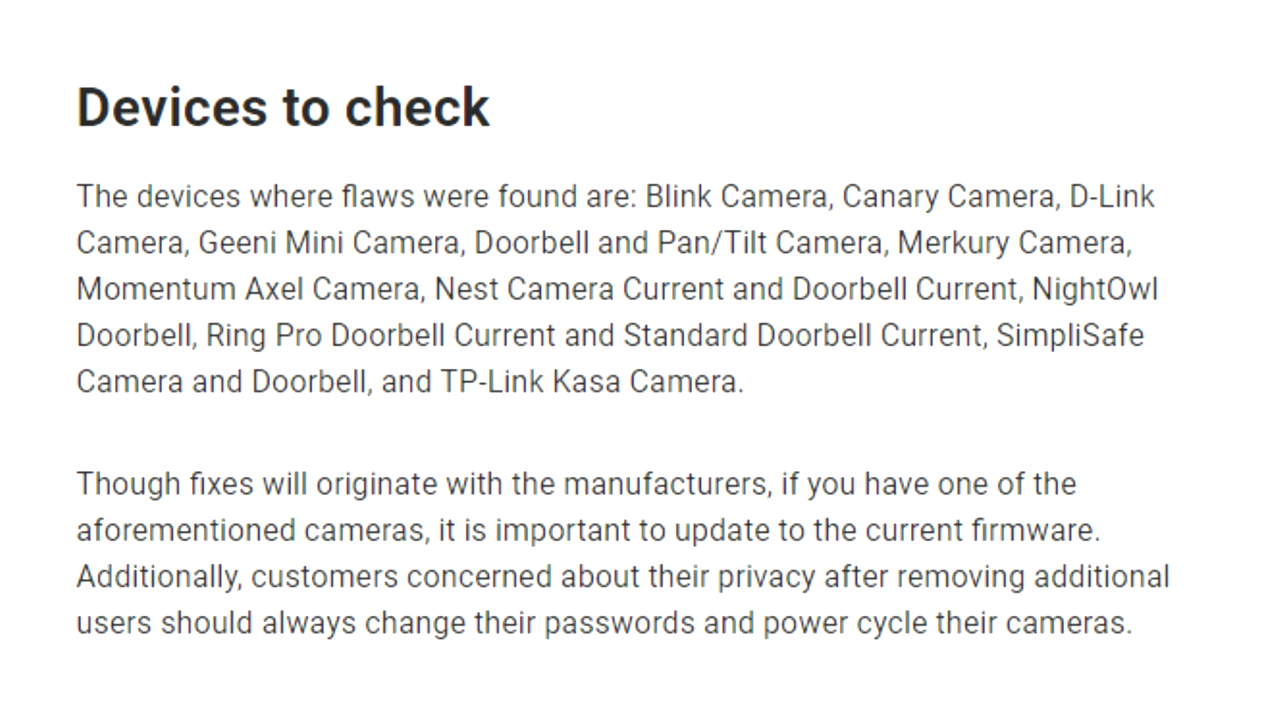 Devices to check
The devices where flaws were found are: Blink Camera, Canary Camera, D-Link
Camera, Geeni Mini Camera, Doorbell and Pan/Tilt Camera, Merkury Camera,
Momentum Axel Camera, Nest Camera Current and Doorbell Current, NightOwl
Doorbell, Ring Pro Doorbell Current and Standard Doorbell Current, SimpliSafe
Camera and Doorbell, and TP-Link Kasa Camera.
Though fixes will originate with the manufacturers, if you have one of the
aforementioned cameras, it is important to update to the current firmware.
Additionally, customers concerned about their privacy after removing additional
users should always change their passwords and power cycle their cameras.